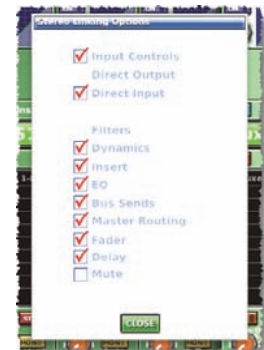 Stereo Linking Options
Input Controls
Direct Output
Direct Input
Filters
Dynamics
Insert
EQ
Bus Sends
Master Routing
Fader
Delay
Mute
CLOSE